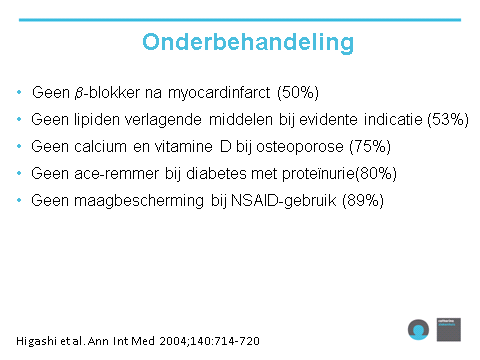 Onderbehandeling
• Geen β-blokker na myocardinfarct (50%)
• Geen lipiden verlagende middelen bij evidente indicatie (53%)
• Geen calcium en vitamine D bij osteoporose (75%)
• Geen ace-remmer bij diabetes met proteïnurie(80%)
• Geen maagbescherming bij NSAID-gebruik (89%)
Higashi et al. Ann Int Med 2004;140:714-720